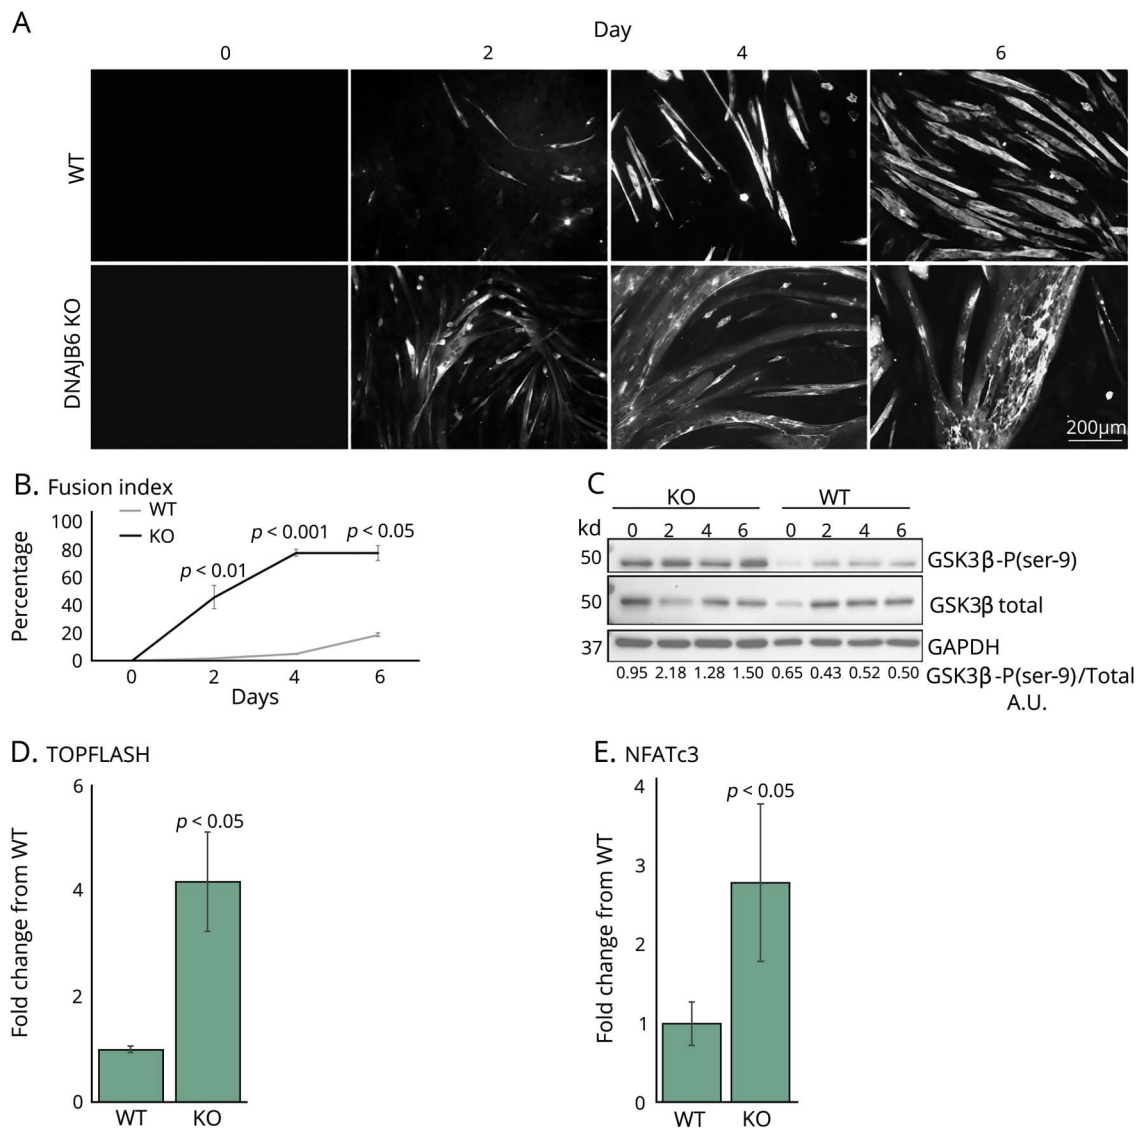 A
Day
0 2 4 6
WT
DNAJB6 KO
200µm
B. Fusion index
WT
KO
Percentage
100
80
60
40
20
0
p < 0.01
p < 0.001
p < 0.05
0 2 4 6
Days
C
KO WT
kd 0 2 4 6 0 2 4 6
50 GSK3β-P(ser-9)
50 GSK3β total
37 GAPDH
0.95 2.18 1.28 1.50 0.65 0.43 0.52 0.50 GSK3β-P(ser-9)/Total
A.U.
D. TOPFLASH
Fold change from WT
6
4
2
0
p < 0.05
WT KO
E. NFATc3
Fold change from WT
4
3
2
1
0
p < 0.05
WT KO